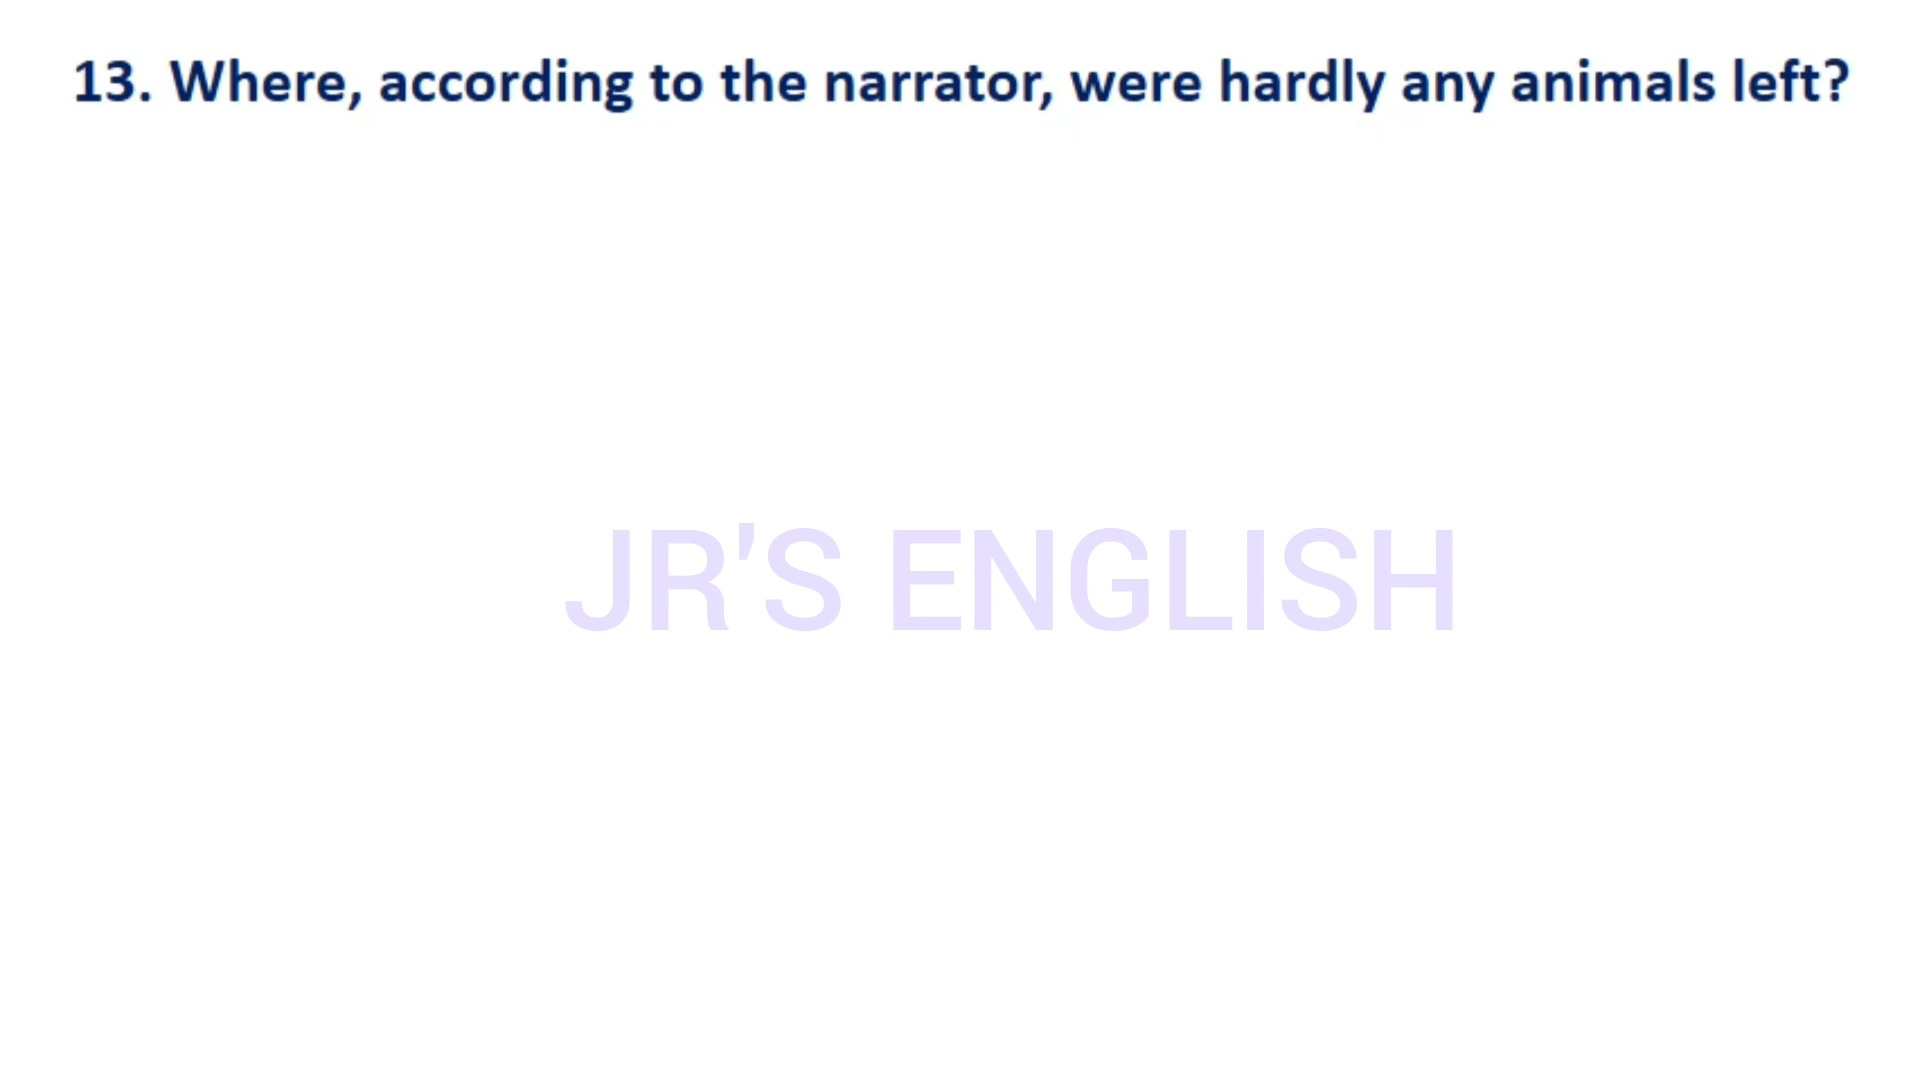 13. Where, according to the narrator, were hardly any animals left?
JR'S ENGLISH